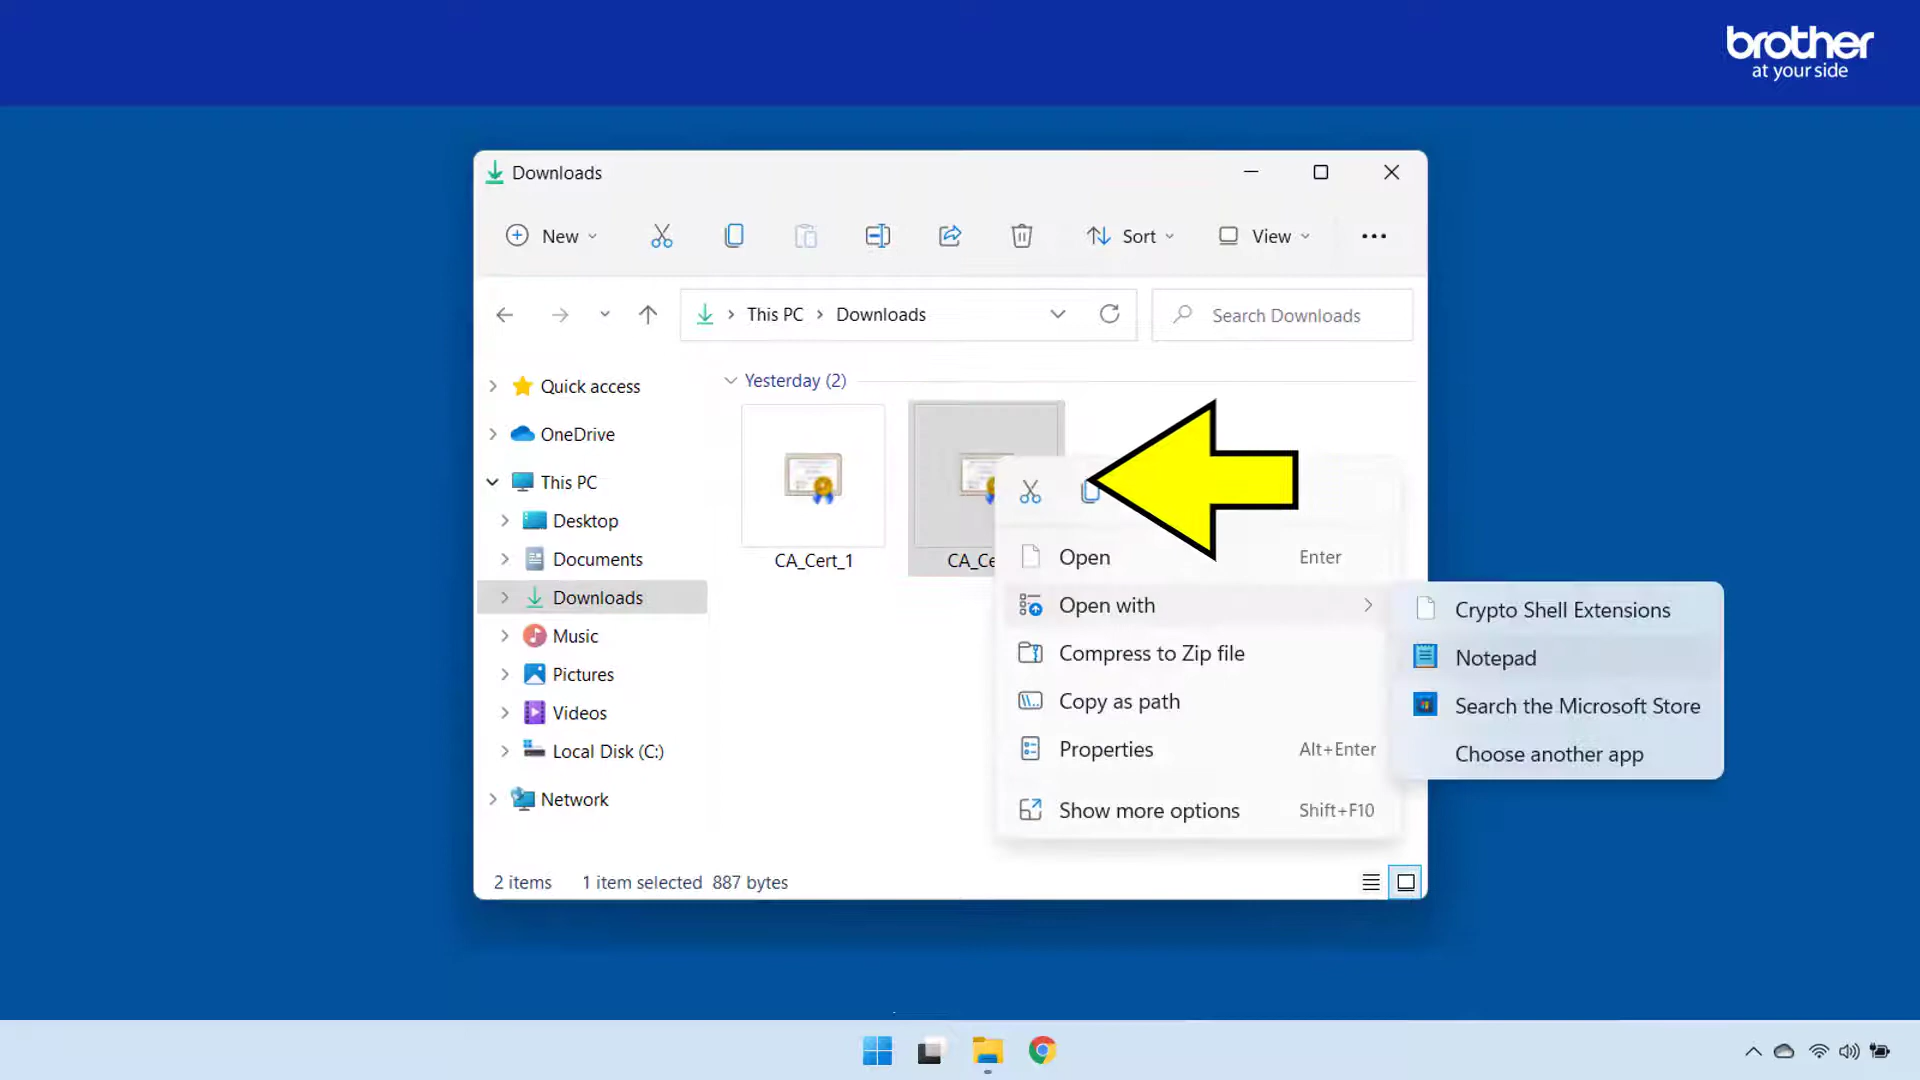 brother
at your side
Downloads
New
Sort
View
This PC
Downloads
Search Downloads
Quick access
OneDrive
This PC
Desktop
Documents
Downloads
Music
Pictures
Videos
Local Disk (C:)
Network
Yesterday (2)
CA_Cert_1
CA_Ce
Open Enter
Open with
Compress to Zip file
Copy as path
Properties Alt+Enter
Show more options Shift+F10
Crypto Shell Extensions
Notepad
Search the Microsoft Store
Choose another app
2 items 1 item selected 887 bytes